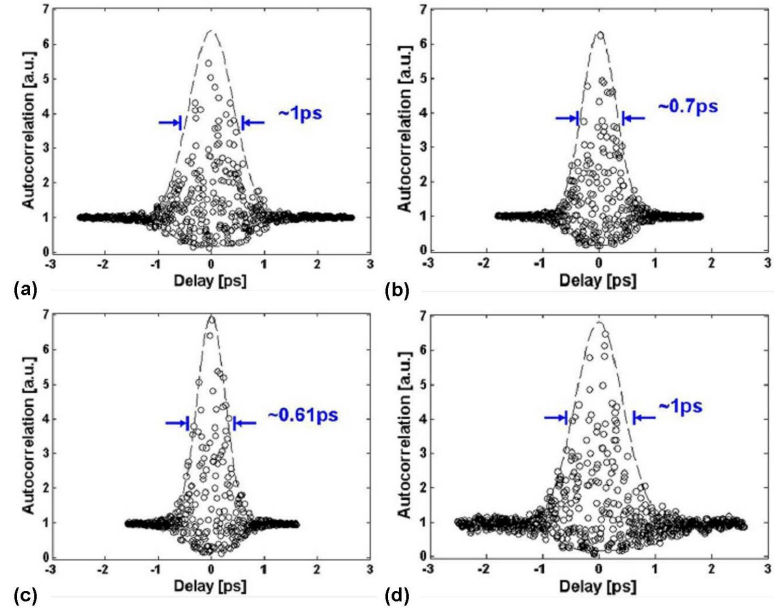 7
6
5
4
3
2
1
0
-3 -2 -1 0 1 2 3
Autocorrelation [a.u.]
Delay [ps]
~1ps
(a)
7
6
5
4
3
2
1
0
-3 -2 -1 0 1 2 3
Autocorrelation [a.u.]
Delay [ps]
~0.7ps
(b)
7
6
5
4
3
2
1
0
-3 -2 -1 0 1 2 3
Autocorrelation [a.u.]
Delay [ps]
~0.61ps
(c)
7
6
5
4
3
2
1
0
-3 -2 -1 0 1 2 3
Autocorrelation [a.u.]
Delay [ps]
~1ps
(d)